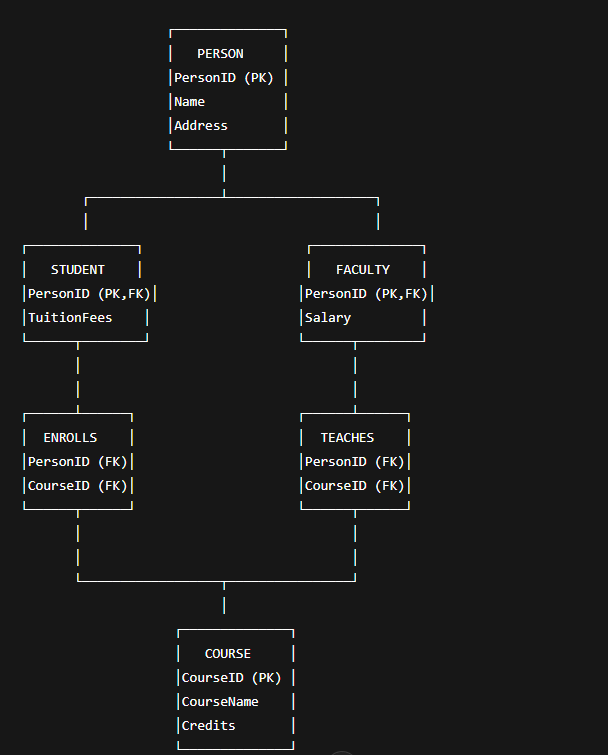 PERSON
PersonID (PK)
Name
Address
STUDENT
PersonID (PK,FK)
TuitionFees
FACULTY
PersonID (PK,FK)
Salary
ENROLLS
PersonID (FK)
CourseID (FK)
TEACHES
PersonID (FK)
CourseID (FK)
COURSE
CourseID (PK)
CourseName
Credits